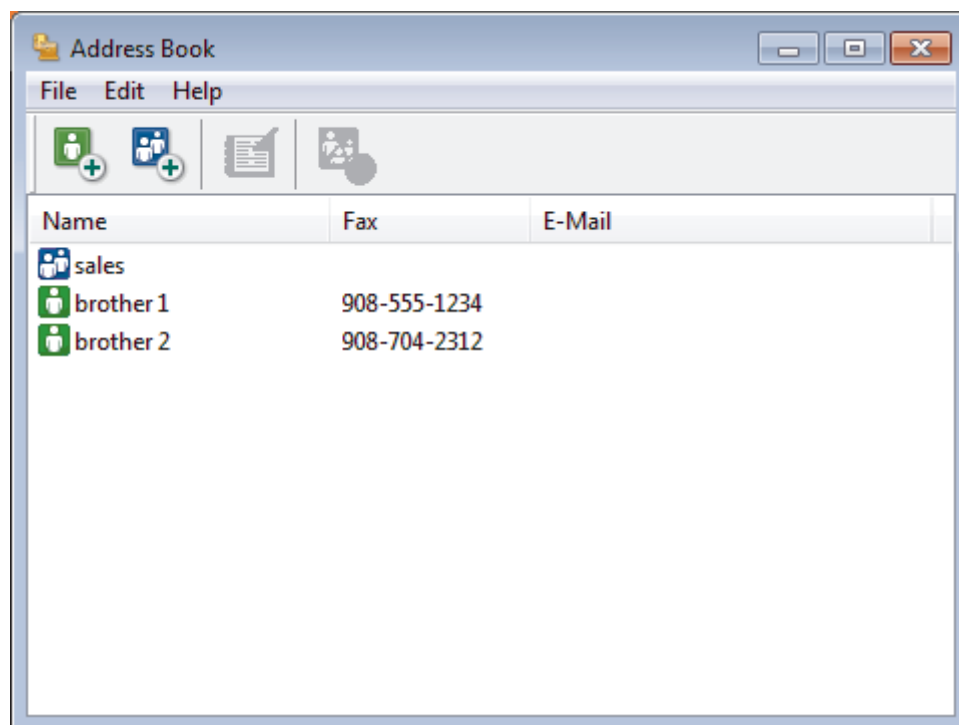 Address Book
File Edit Help
Name Fax E-Mail
sales
brother 1 908-555-1234
brother 2 908-704-2312